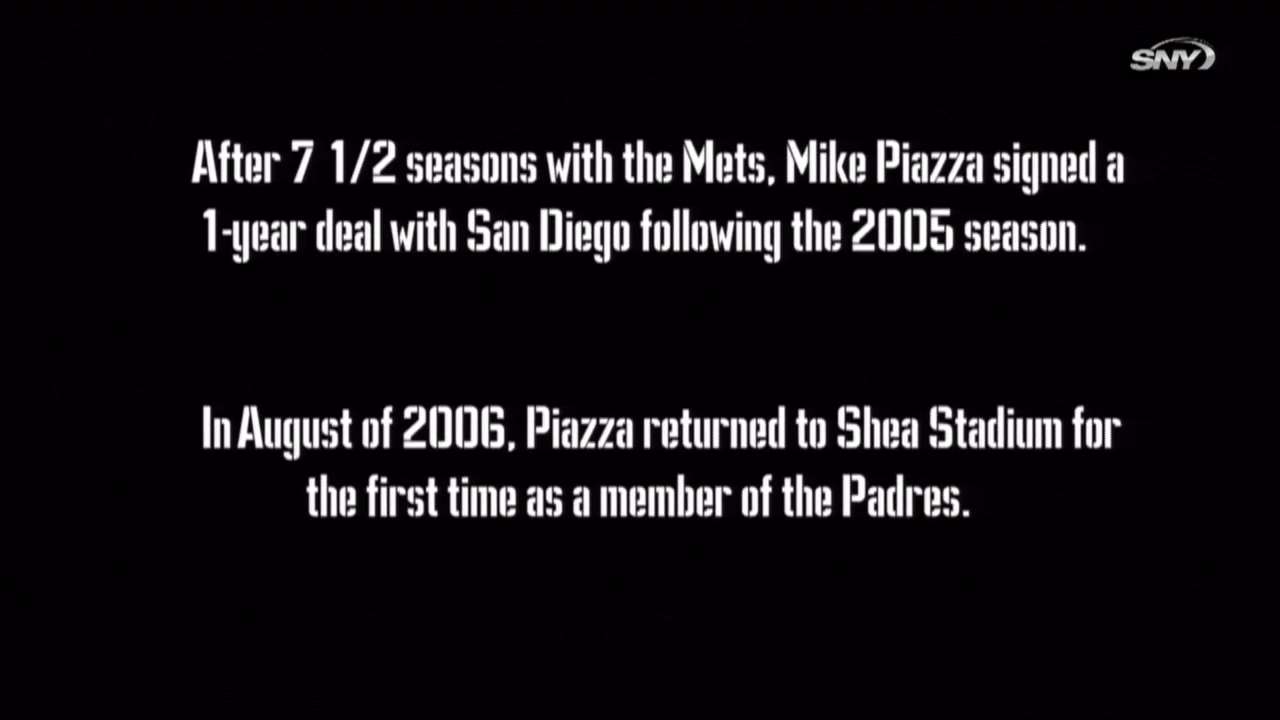 SNY
After 7 1/2 seasons with the Mets, Mike Piazza signed a
1-year deal with San Diego following the 2005 season.
In August of 2006, Piazza returned to Shea Stadium for
the first time as a member of the Padres.